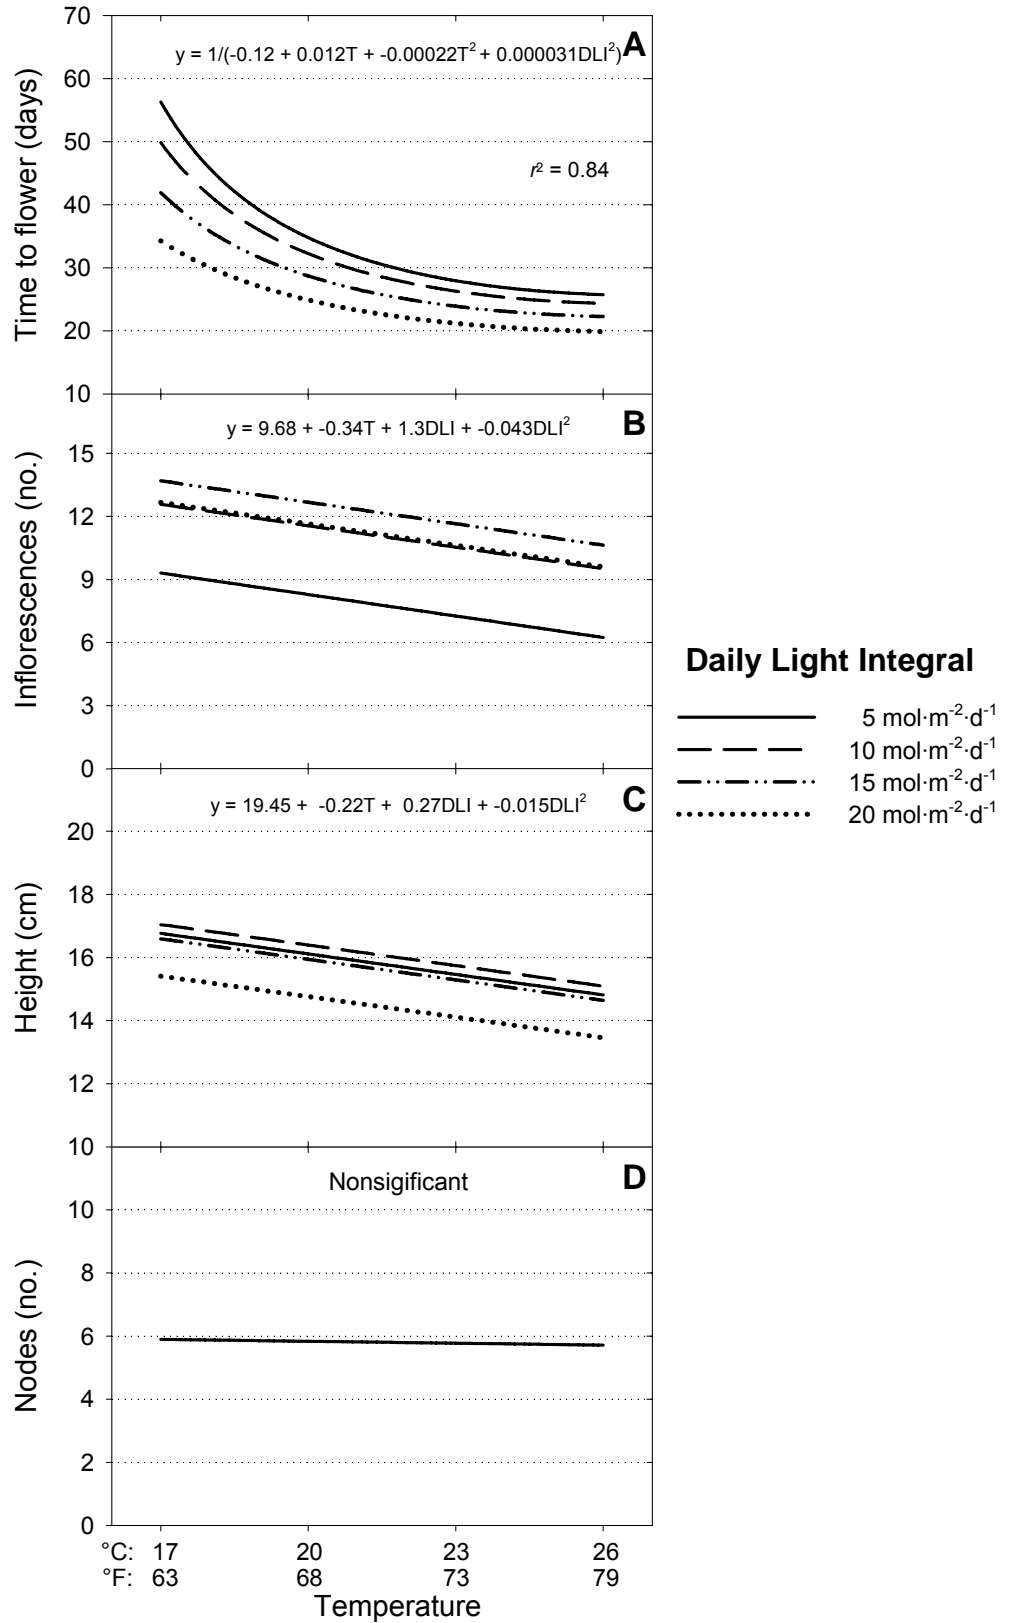 70
60
50
40
30
20
10
Time to flower (days)
y = 1/(-0.12 + 0.012T + -0.00022T² + 0.000031DLI²)
A
r² = 0.84
15
12
9
6
3
0
Inflorescences (no.)
y = 9.68 + -0.34T + 1.3DLI + -0.043DLI²
B
20
18
16
14
12
10
Height (cm)
y = 19.45 + -0.22T + 0.27DLI + -0.015DLI²
C
10
8
6
4
2
0
Nodes (no.)
Nonsigificant
D
°C: 17 20 23 26
°F: 63 68 73 79
Temperature
Daily Light Integral
5 mol·m⁻²·d⁻¹
10 mol·m⁻²·d⁻¹
15 mol·m⁻²·d⁻¹
20 mol·m⁻²·d⁻¹